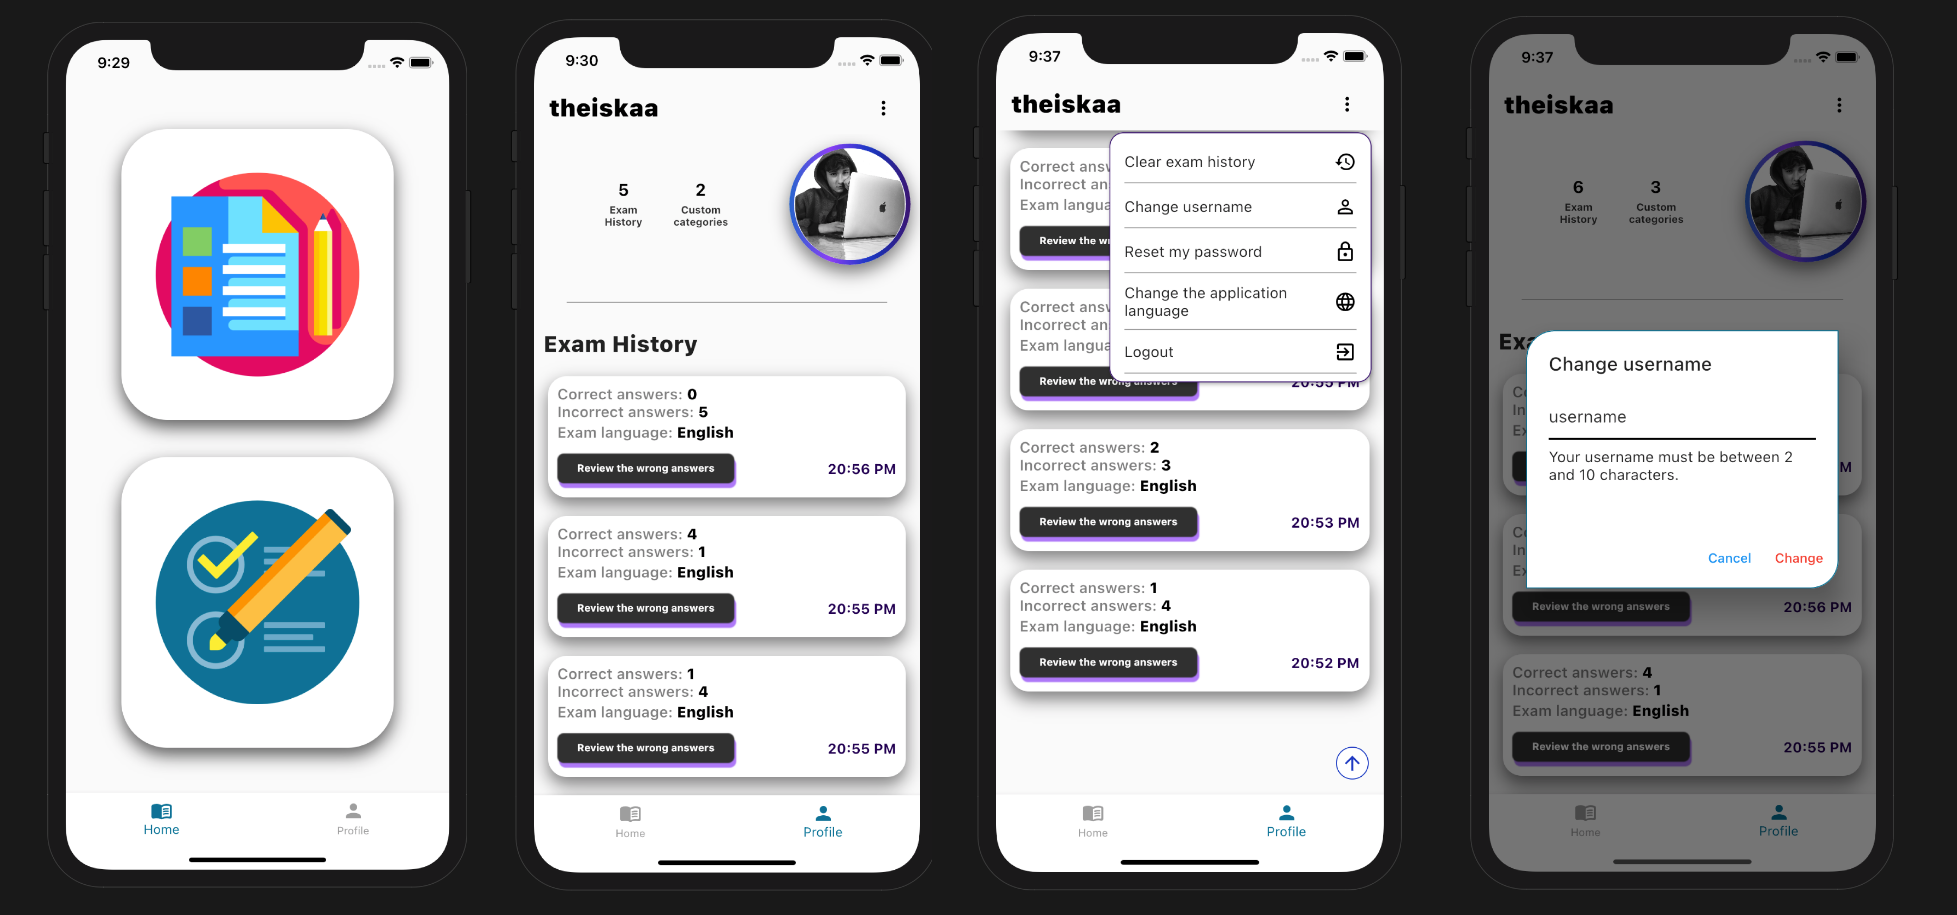 9:29
Home
Profile
9:30
theiskaa
5
Exam
History
2
Custom
categories
Exam History
Correct answers: 0
Incorrect answers: 5
Exam language: English
Review the wrong answers
20:56 PM
Correct answers: 4
Incorrect answers: 1
Exam language: English
Review the wrong answers
20:55 PM
Correct answers: 1
Incorrect answers: 4
Exam language: English
Review the wrong answers
20:55 PM
Home
Profile
9:37
theiskaa
Clear exam history
Change username
Reset my password
Change the application
language
Logout
Correct answ
Incorrect an
Exam langua
Review the wr
Correct answ
Incorrect an
Exam langua
Review the wrong answers
20:55 PM
Correct answers: 2
Incorrect answers: 3
Exam language: English
Review the wrong answers
20:53 PM
Correct answers: 1
Incorrect answers: 4
Exam language: English
Review the wrong answers
20:52 PM
Home
Profile
9:37
theiskaa
6
Exam
History
3
Custom
categories
Exa
Change username
username
Your username must be between 2
and 10 characters.
Cancel
Change
Review the wrong answers
20:56 PM
Correct answers: 4
Incorrect answers: 1
Exam language: English
Review the wrong answers
20:55 PM
Home
Profile